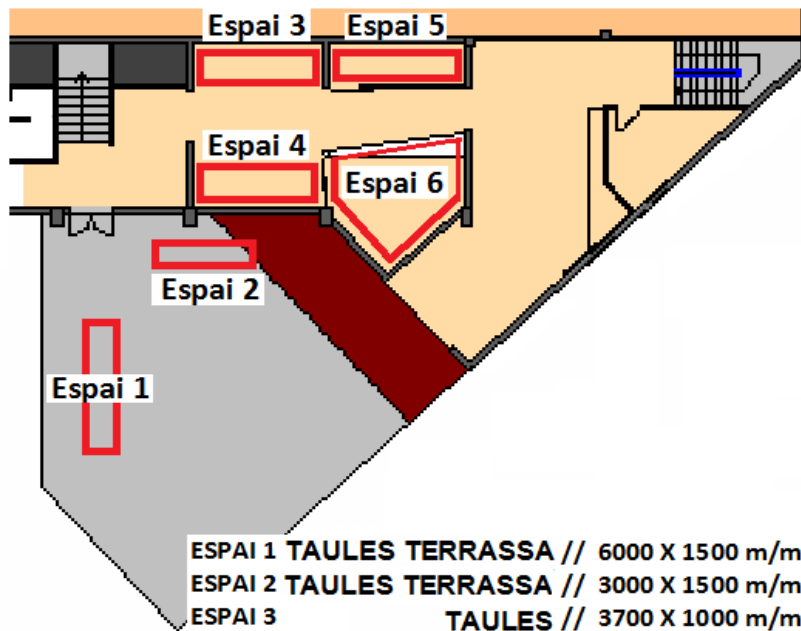 Espai 3 Espai 5
Espai 4
Espai 6
Espai 2
Espai 1
ESPAI 1 TAULES TERRASSA // 6000 X 1500 m/m
ESPAI 2 TAULES TERRASSA // 3000 X 1500 m/m
ESPAI 3 TAULES // 3700 X 1000 m/m